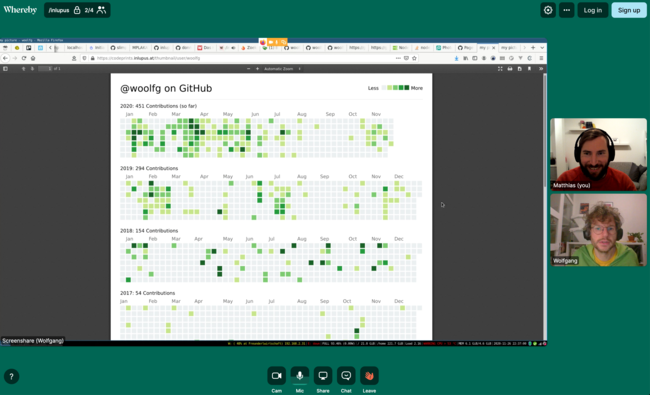 Whereby
/inlupus 2/4
Log in
Sign up
Automatic Zoom
@woolfg on GitHub
Less More
2020: 451 Contributions (so far)
Jan Feb Mar Apr May Jun Jul Aug Sep Oct Nov
2019: 294 Contributions
Jan Feb Mar Apr May Jun Jul Aug Sep Oct Nov Dec
2018: 154 Contributions
Jan Feb Mar Apr May Jun Jul Aug Sep Oct Nov Dec
2017: 54 Contributions
Jan Feb Mar Apr May Jun Jul Aug Sep Oct Nov Dec
Matthias (you)
Wolfgang
Screenshare (Wolfgang)
?
Cam
Mic
Share
Chat
Leave